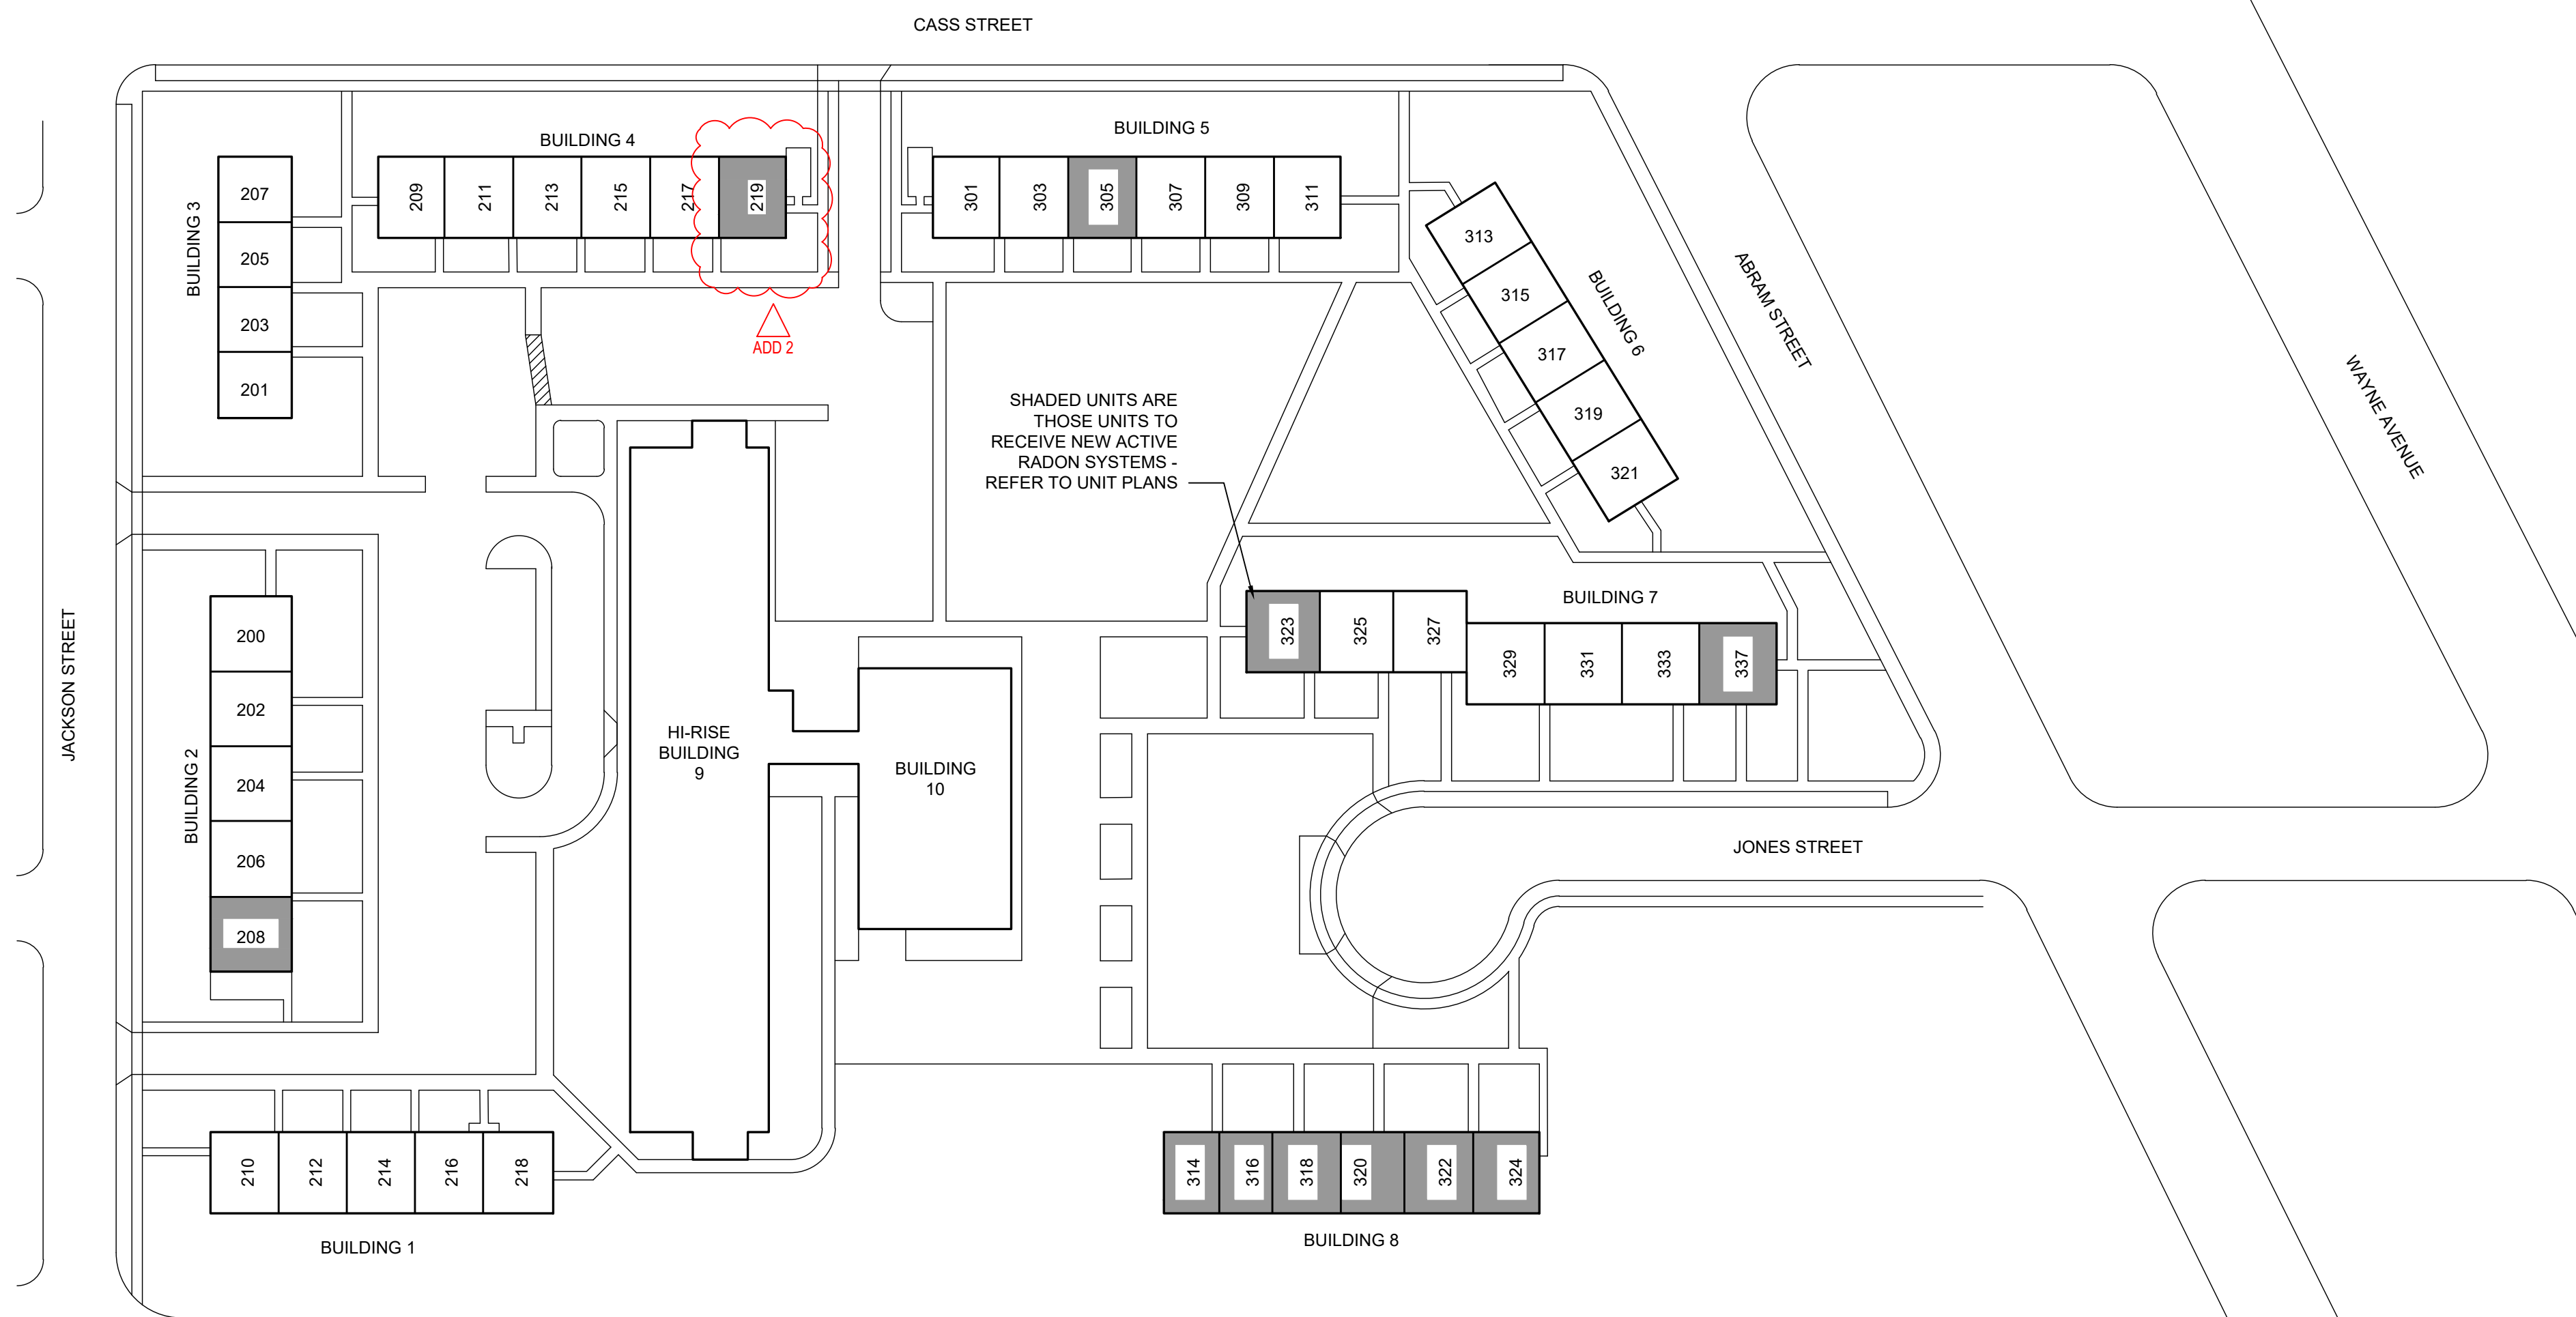 CASS STREET
BUILDING 4
209
211
213
215
217
219
ADD 2
BUILDING 5
301
303
305
307
309
311
BUILDING 3
207
205
203
201
BUILDING 6
313
315
317
319
321
ABRAM STREET
WAYNE AVENUE
SHADED UNITS ARE
THOSE UNITS TO
RECEIVE NEW ACTIVE
RADON SYSTEMS -
REFER TO UNIT PLANS
JACKSON STREET
BUILDING 2
200
202
204
206
208
HI-RISE
BUILDING
9
BUILDING
10
BUILDING 7
323
325
327
329
331
333
337
JONES STREET
210
212
214
216
218
BUILDING 1
314
316
318
320
322
324
BUILDING 8